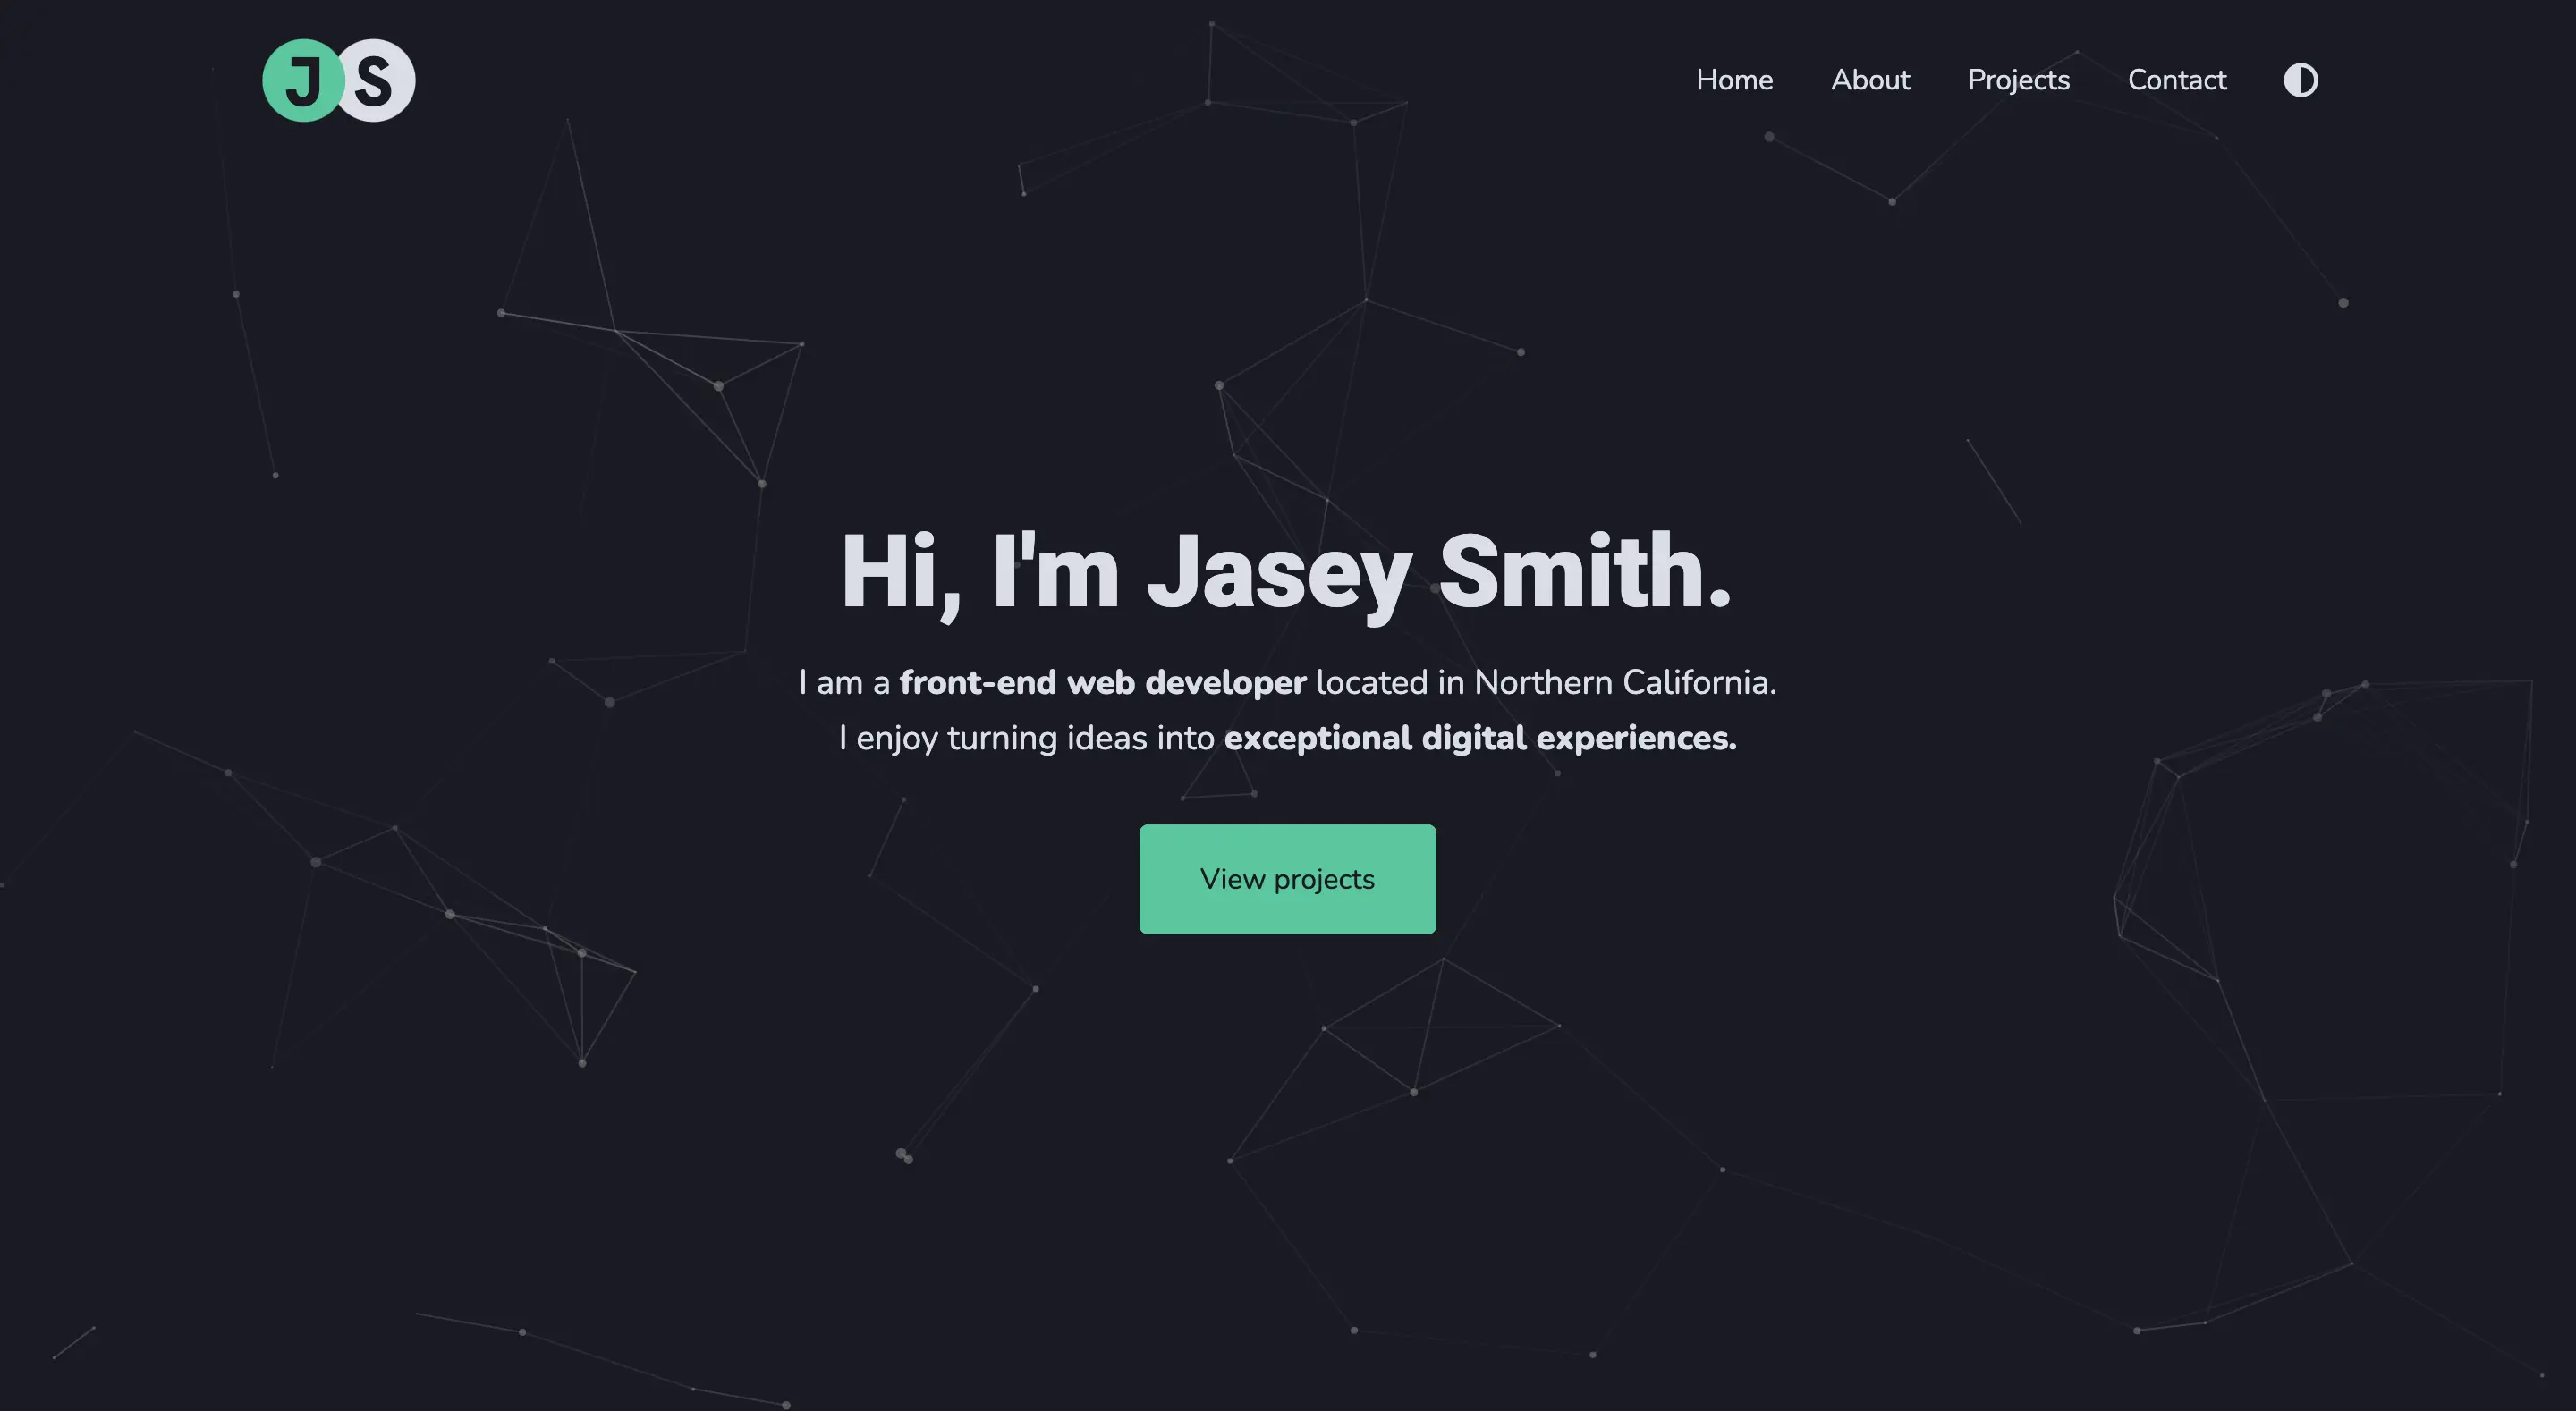 JS
Home About Projects Contact
Hi, I'm Jasey Smith.
I am a front-end web developer located in Northern California.
I enjoy turning ideas into exceptional digital experiences.
View projects